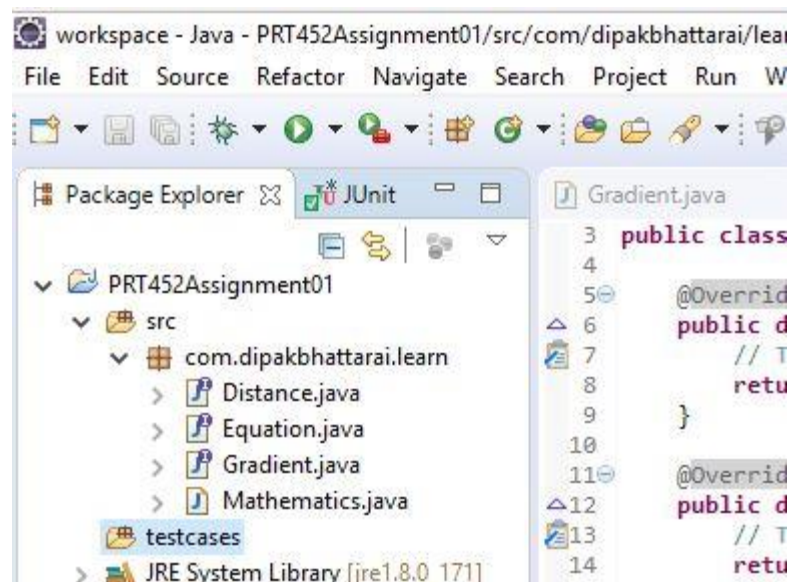 workspace - Java - PRT452Assignment01/src/com/dipakbhattarai/lear
File Edit Source Refactor Navigate Search Project Run W
Package Explorer JUnit
Gradient.java
PRT452Assignment01
src
com.dipakbhattarai.learn
Distance.java
Equation.java
Gradient.java
Mathematics.java
testcases
JRE System Library [jre1.8.0_171]
3 public class
4
5 @Overrid
6 public d
7 // T
8 retu
9 }
10
11 @Overrid
12 public d
13 // T
14 retu